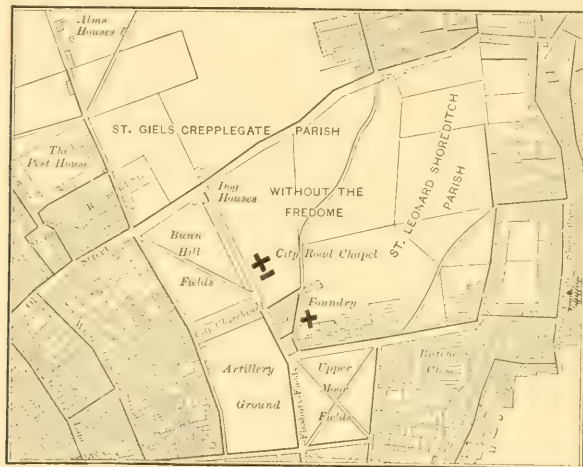 Alms
Houses
ST. GIELS CREPPLEGATE PARISH
The
Pest House
Dog
Houses
WITHOUT THE
FREDOME
ST. LEONARD SHOREDITCH
PARISH
Bunn
Hill
Fields
City Road Chapel
Foundry
Street
Artillery
Ground
Upper
Moor
Fields